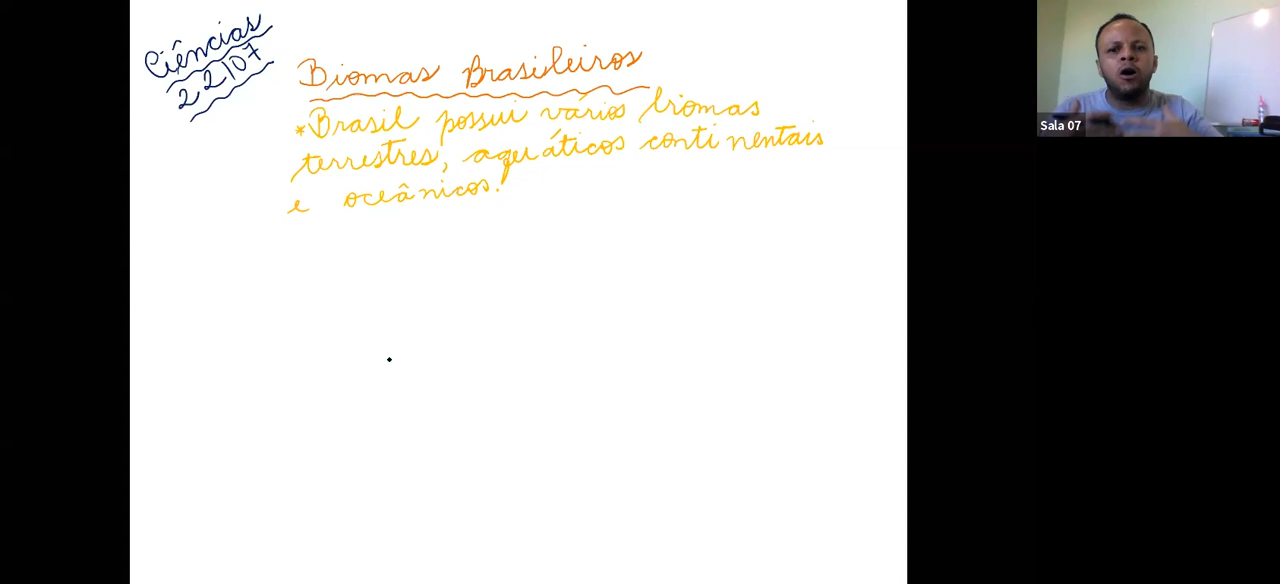 Ciências
22/07
Biomas Brasileiros
*Brasil possui vários biomas
terrestres, aquáticos continentais
e oceânicos.
Sala 07